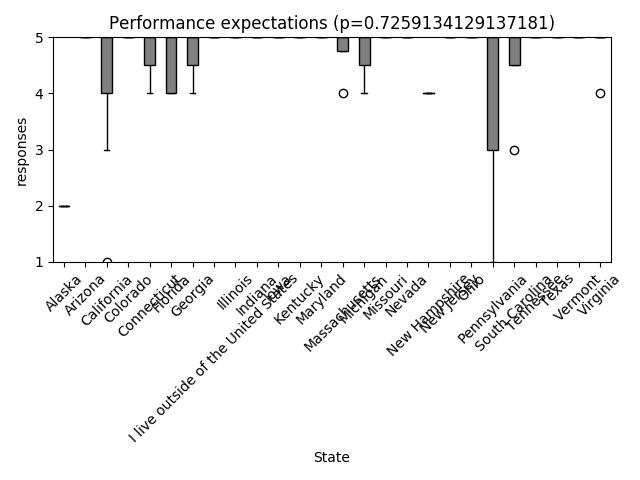 Performance expectations (p=0.7259134129137181)
responses
5
4
3
2
1
Alaska
Arizona
California
Colorado
Connecticut
Florida
Georgia
I live outside of the United States
Illinois
Indiana
Iowa
Kentucky
Maryland
Massachusetts
Michigan
Missouri
Nevada
New Hampshire
New Jersey
Ohio
Pennsylvania
South Carolina
Tennessee
Texas
Vermont
Virginia
State